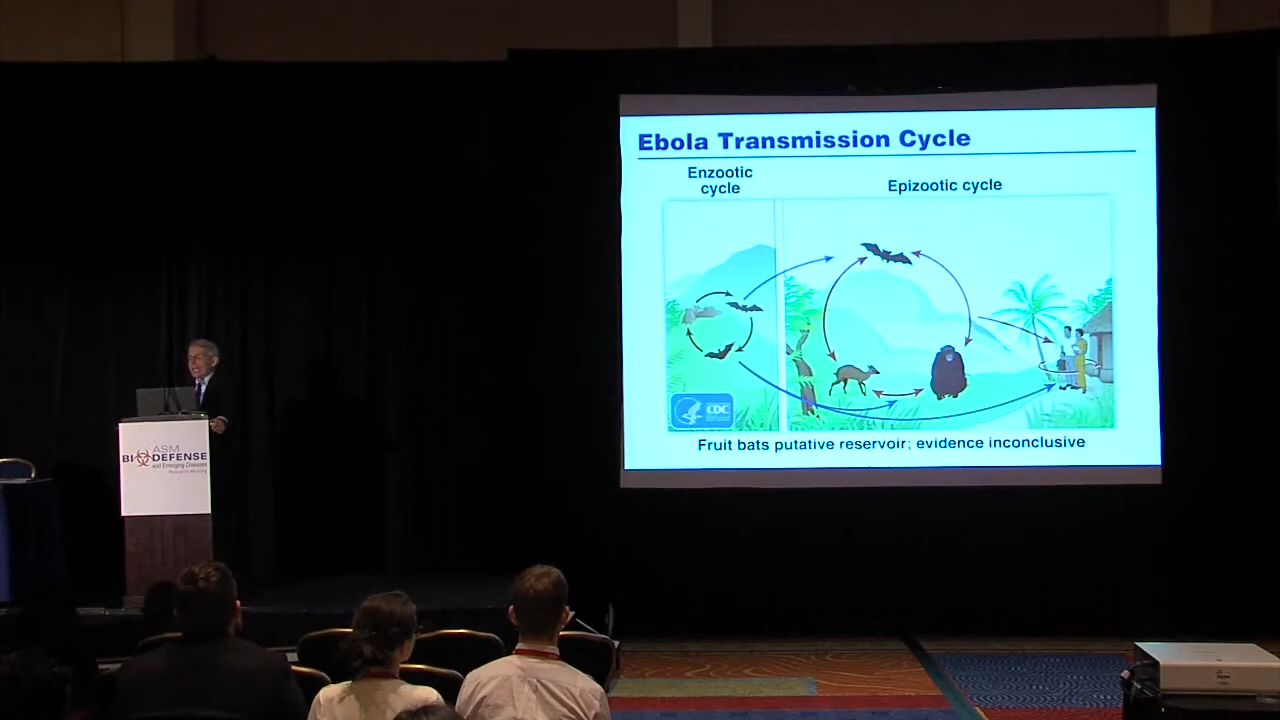 Ebola Transmission Cycle
Enzootic
cycle
Epizootic cycle
CDC
Fruit bats putative reservoir; evidence inconclusive
ASM
BIODEFENSE
and Emerging Diseases
Research Meeting